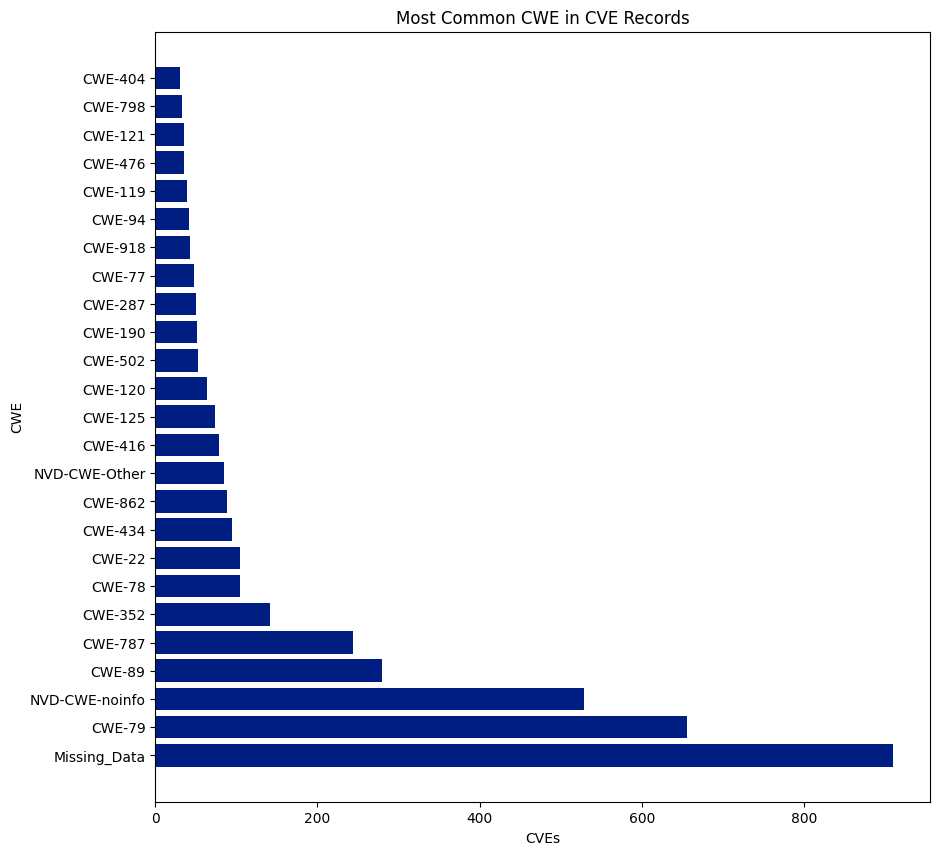 Most Common CWE in CVE Records
CWE
CWE-404
CWE-798
CWE-121
CWE-476
CWE-119
CWE-94
CWE-918
CWE-77
CWE-287
CWE-190
CWE-502
CWE-120
CWE-125
CWE-416
NVD-CWE-Other
CWE-862
CWE-434
CWE-22
CWE-78
CWE-352
CWE-787
CWE-89
NVD-CWE-noinfo
CWE-79
Missing_Data
0 200 400 600 800
CVEs